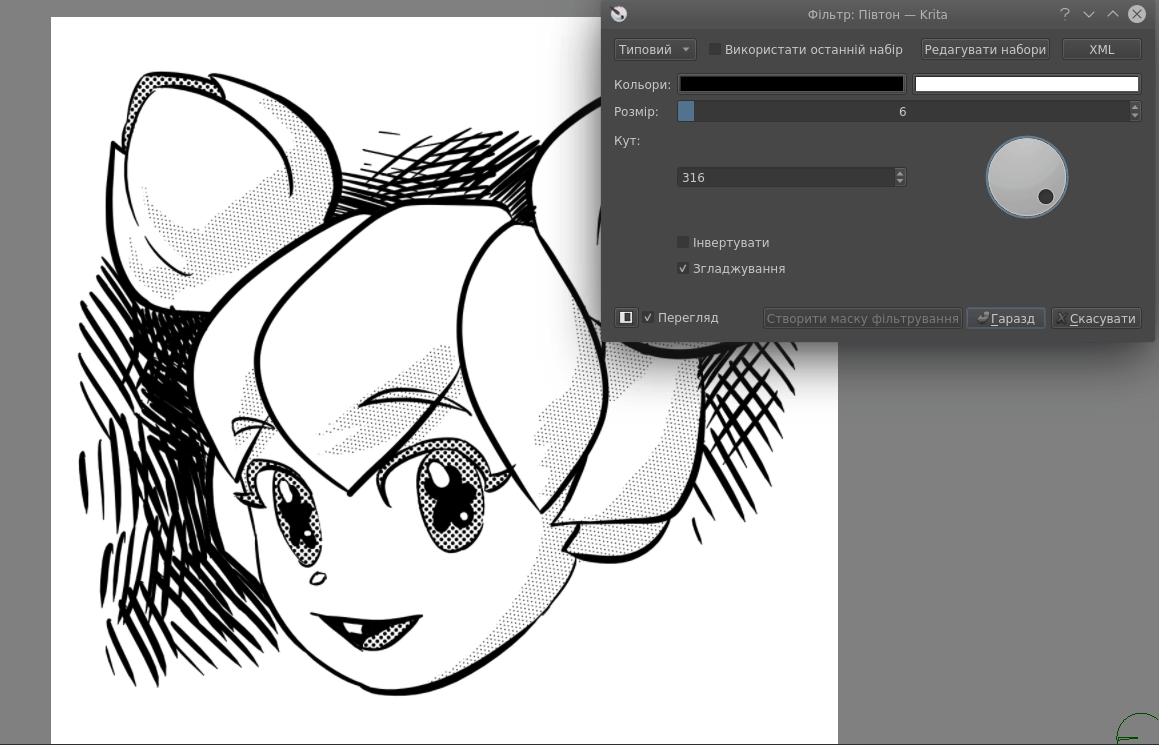 Фільтр: Півтон — Krita
Типовий Використати останній набір Редагувати набори XML
Кольори:
Розмір: 6
Кут:
316
Інвертувати
Згладжування
Перегляд Створити маску фільтрування Гаразд Скасувати